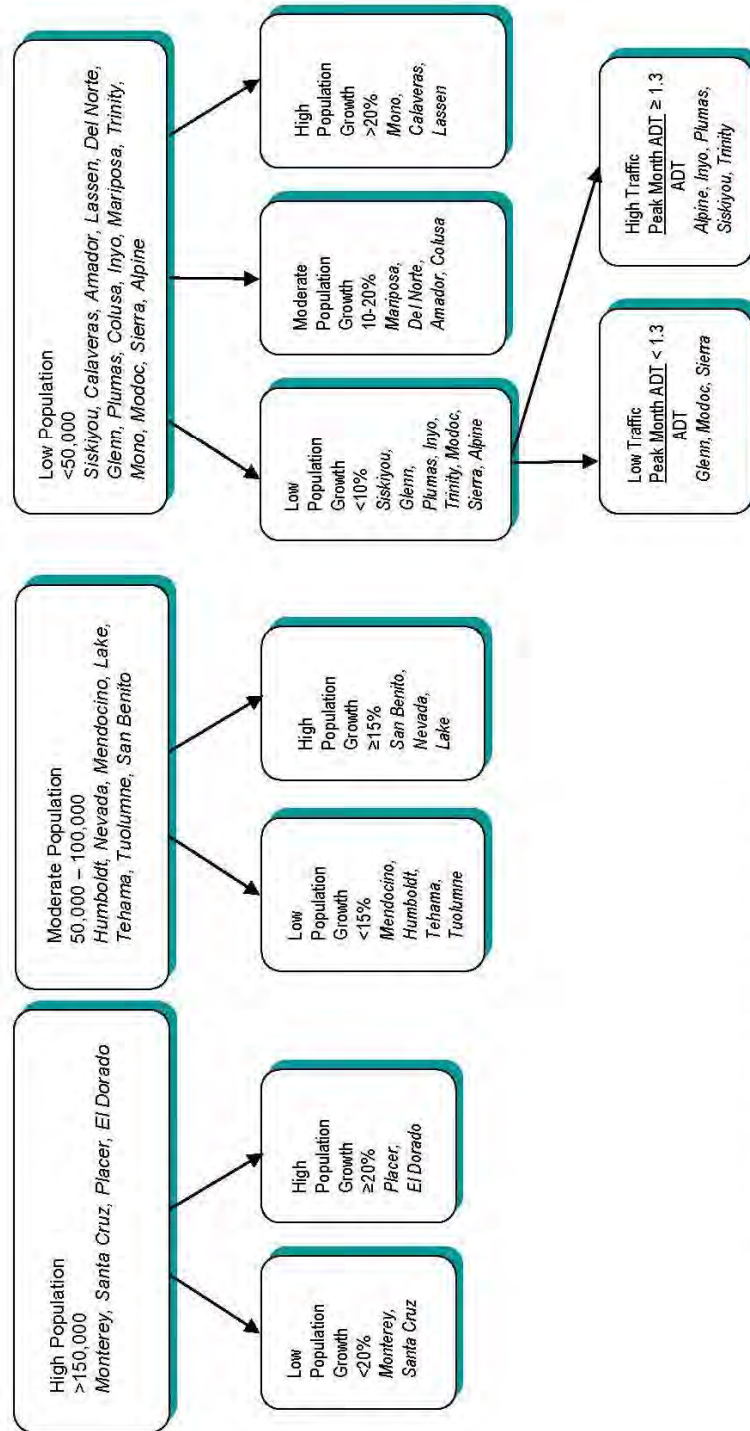 High Population
>150,000
Monterey, Santa Cruz, Placer, El Dorado
Low
Population
Growth
<20%
Monterey,
Santa Cruz
High
Population
Growth
≥20%
Placer,
El Dorado
Moderate Population
50,000 – 100,000
Humboldt, Nevada, Mendocino, Lake,
Tehama, Tuolumne, San Benito
Low
Population
Growth
<15%
Mendocino,
Humboldt,
Tehama,
Tuolumne
High
Population
Growth
≥15%
San Benito,
Nevada,
Lake
Low Population
<50,000
Siskiyou, Calaveras, Amador, Lassen, Del Norte,
Glenn, Plumas, Colusa, Inyo, Mariposa, Trinity,
Mono, Modoc, Sierra, Alpine
Low
Population
Growth
<10%
Siskiyou,
Glenn,
Plumas, Inyo,
Trinity, Modoc,
Sierra, Alpine
Moderate
Population
Growth
10-20%
Mariposa,
Del Norte,
Amador, Colusa
High
Population
Growth
>20%
Mono,
Calaveras,
Lassen
Low Traffic
Peak Month ADT < 1.3
ADT
Glenn, Modoc, Sierra
High Traffic
Peak Month ADT ≥ 1.3
ADT
Alpine, Inyo, Plumas,
Siskiyou, Trinity